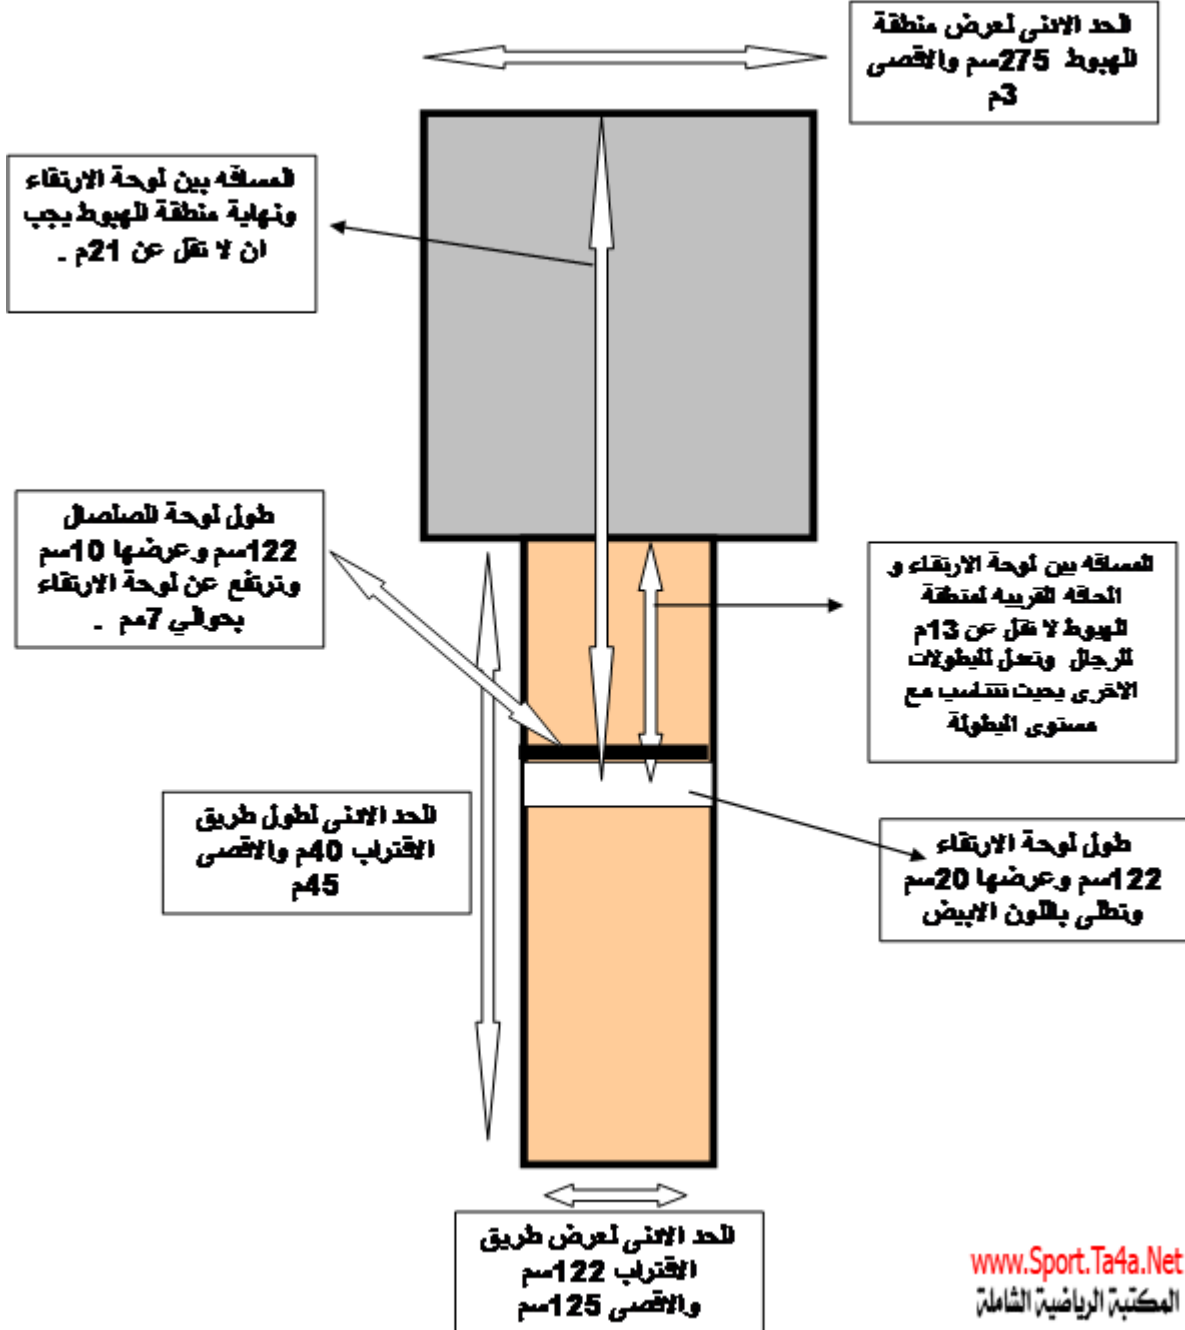 الحد الادنى لعرض منطقة
الهبوط 275سم والاقصى
3م
المسافه بين لوحة الارتقاء
ونهاية منطقة الهبوط يجب
ان لا تقل عن 21م .
طول لوحة الصلصال
122سم وعرضها 10سم
وترتفع عن لوحة الارتقاء
بحوالي 7مم .
المسافه بين لوحة الارتقاء و
الحافه القريبه لمنطقة
الهبوط لا تقل عن 13م
للرجال وتعدل للبطولات
الاخرى بحيث تتناسب مع
مستوى البطولة
الحد الادنى لطول طريق
الاقتراب 40م والاقصى
45م
طول لوحة الارتقاء
122سم وعرضها 20سم
وتطلى باللون الابيض
الحد الادنى لعرض طريق
الاقتراب 122سم
والاقصى 125سم
www.Sport.Ta4a.Net
المكتبة الرياضية الشاملة